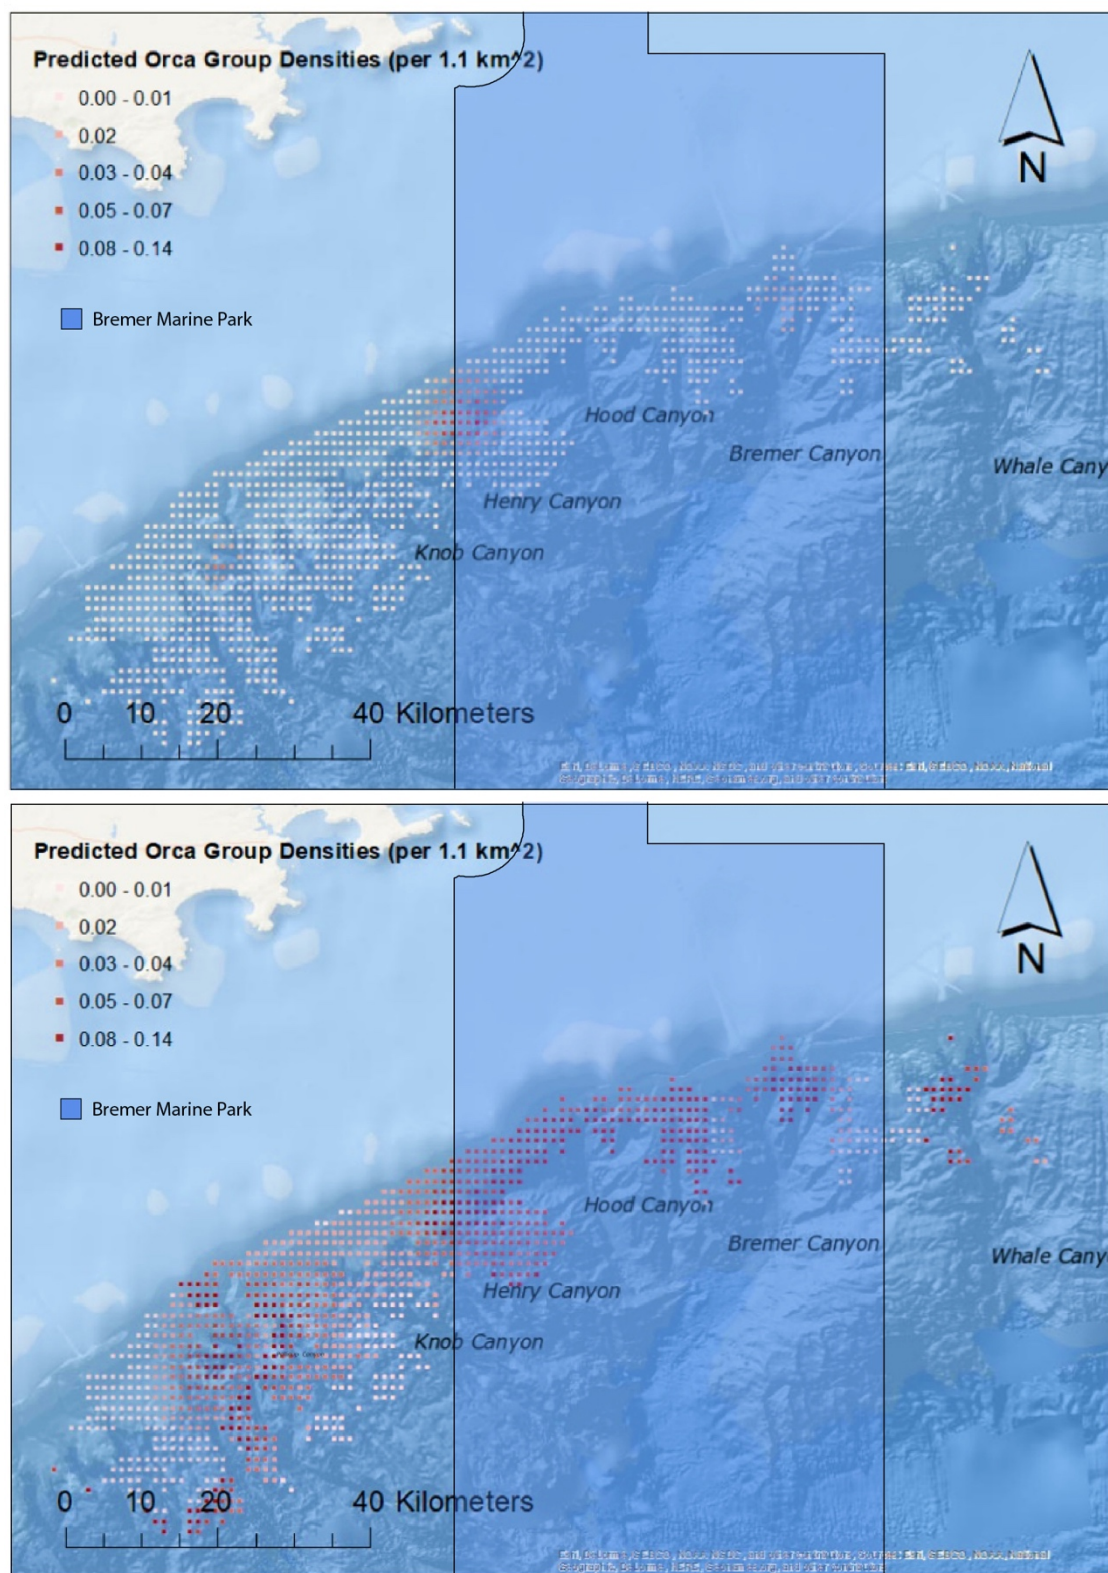 Predicted Orca Group Densities (per 1.1 km^2)
0.00 - 0.01
0.02
0.03 - 0.04
0.05 - 0.07
0.08 - 0.14
Bremer Marine Park
N
Hood Canyon
Bremer Canyon
Whale Cany
Henry Canyon
Knob Canyon
0 10 20 40 Kilometers
Predicted Orca Group Densities (per 1.1 km^2)
0.00 - 0.01
0.02
0.03 - 0.04
0.05 - 0.07
0.08 - 0.14
Bremer Marine Park
N
Hood Canyon
Bremer Canyon
Whale Cany
Henry Canyon
Knob Canyon
0 10 20 40 Kilometers